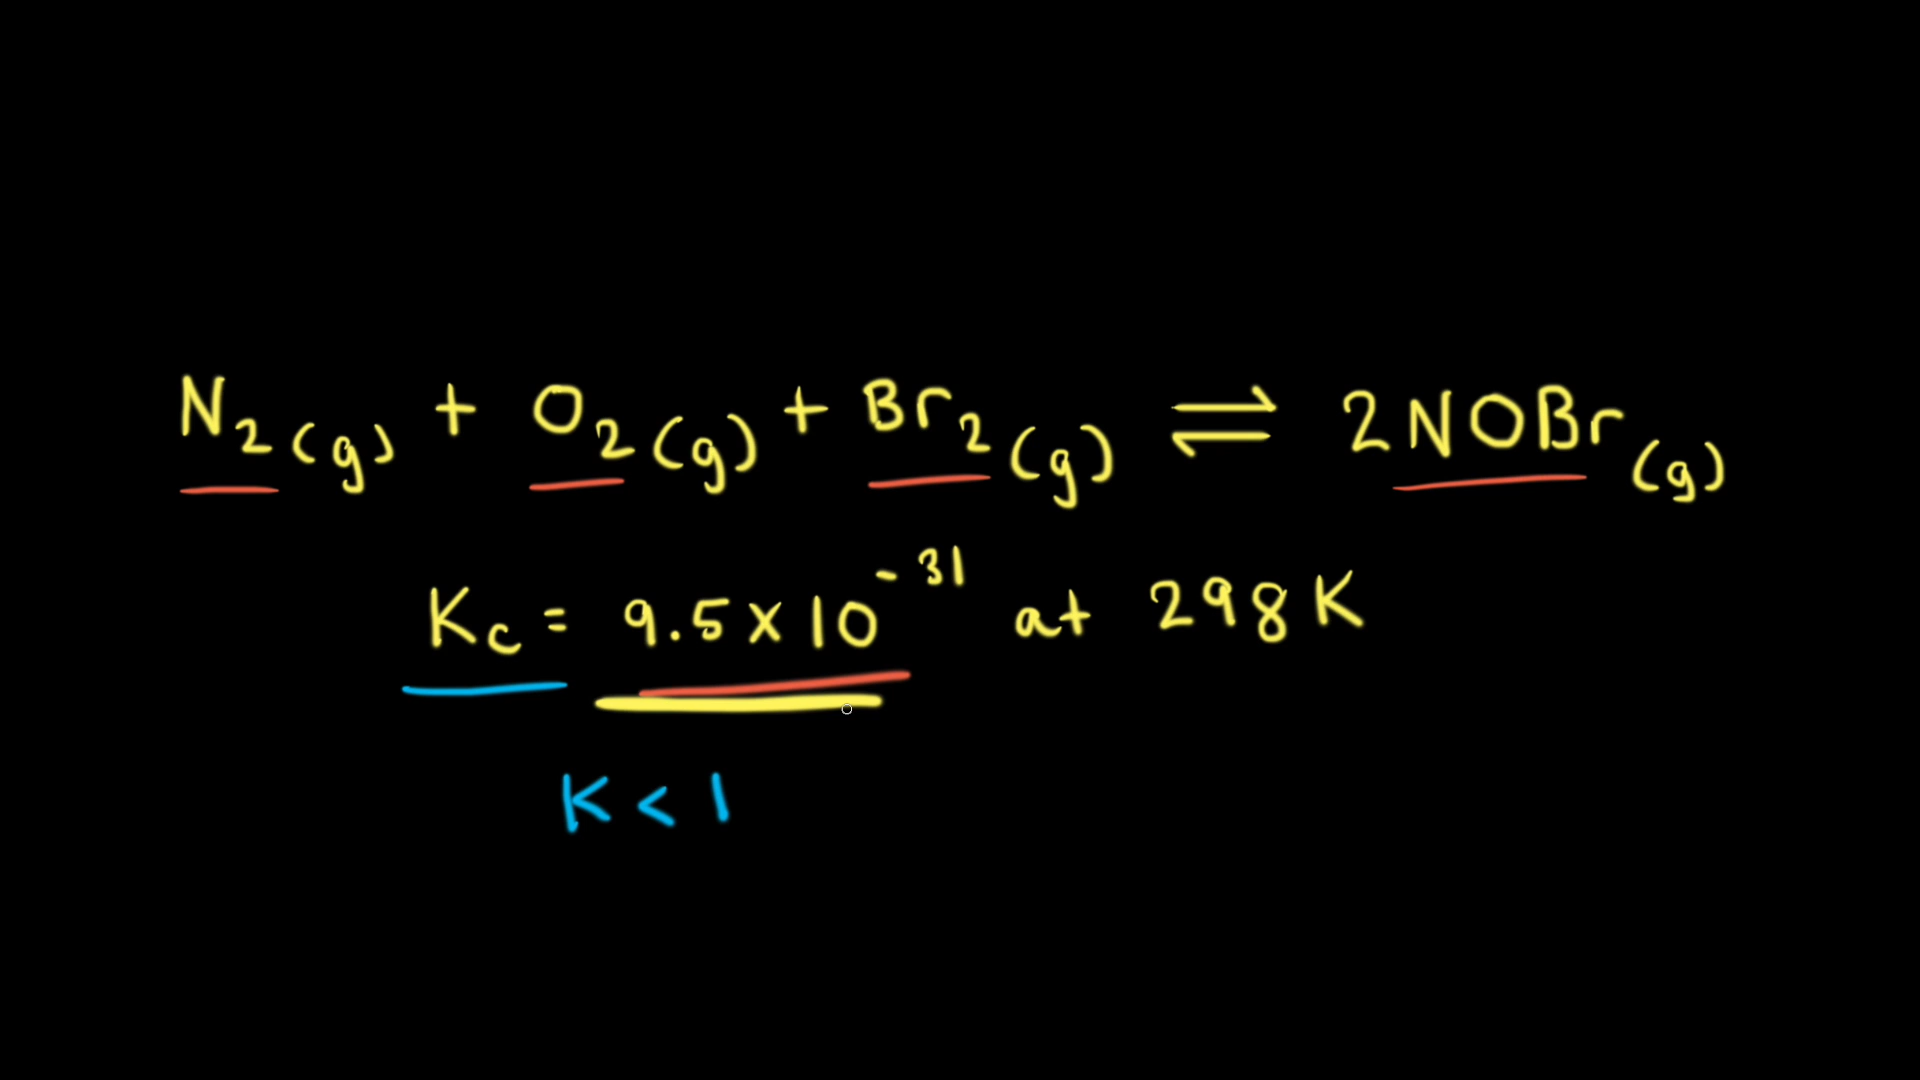 N₂(g) + O₂(g) + Br₂(g) ⇌ 2NOBr(g)
Kc = 9.5 x 10⁻³¹ at 298 K
K < 1